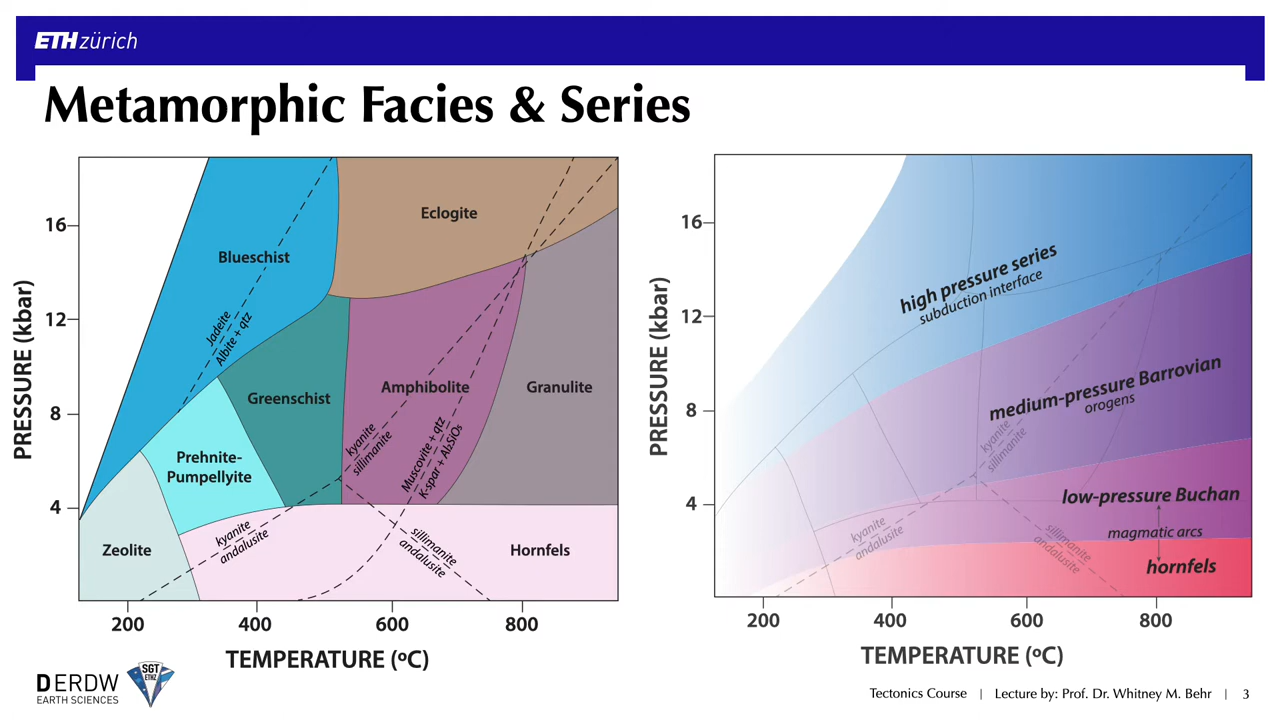 ETH zürich
Metamorphic Facies & Series
PRESSURE (kbar)
16
12
8
4
Blueschist
Eclogite
Jadeite
Albite + qtz
Greenschist
Amphibolite
Granulite
Prehnite-
Pumpellyite
kyanite
sillimanite
Muscovite + qtz
K-spar + Al₂SiO₅
Zeolite
kyanite
andalusite
sillimanite
andalusite
Hornfels
200
400
600
800
TEMPERATURE (ºC)
PRESSURE (kbar)
16
12
8
4
high pressure series
subduction interface
medium-pressure Barrovian
orogens
kyanite
sillimanite
low-pressure Buchan
magmatic arcs
hornfels
kyanite
andalusite
sillimanite
andalusite
200
400
600
800
TEMPERATURE (ºC)
DERDW
EARTH SCIENCES
SGT
ETHZ
Tectonics Course | Lecture by: Prof. Dr. Whitney M. Behr | 3